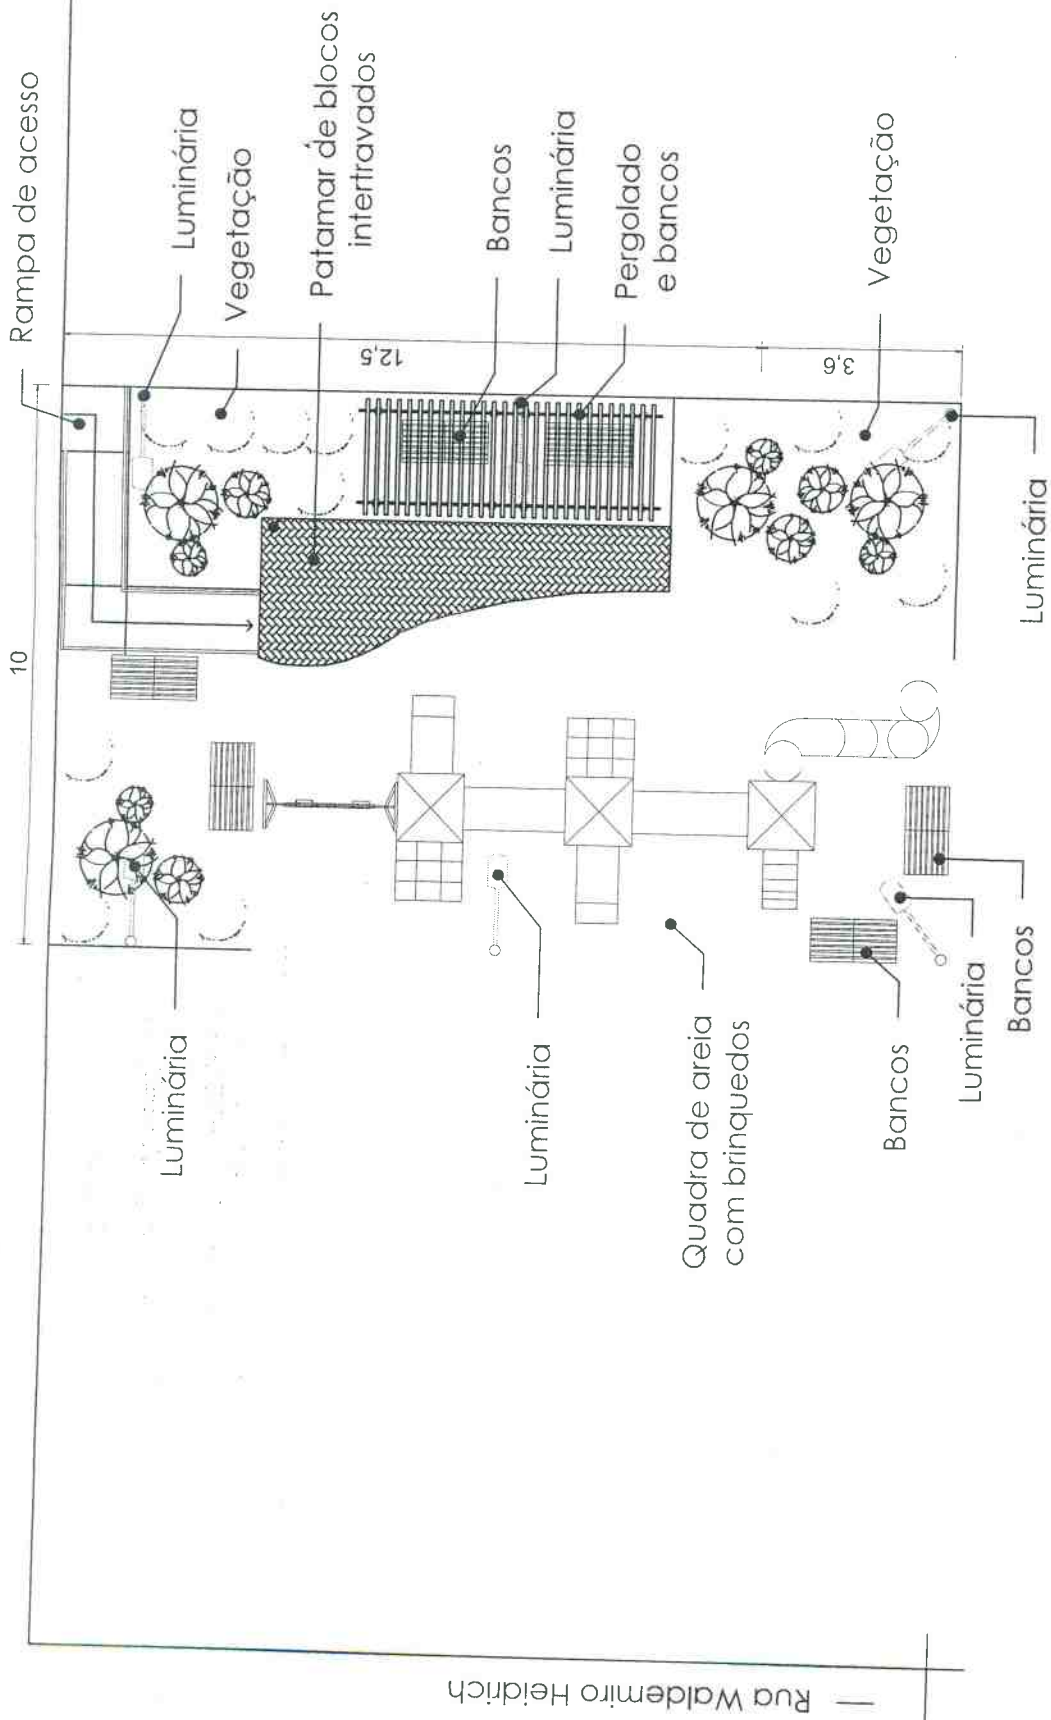 Rampa de acesso
Luminária
Vegetação
Patamar de blocos
intertravados
Bancos
Luminária
Pergolado
e bancos
Vegetação
Luminária
12,5
3,6
10
Luminária
Luminária
Quadra de areia
com brinquedos
Bancos
Luminária
Bancos
Rua Waldemiro Heidrich